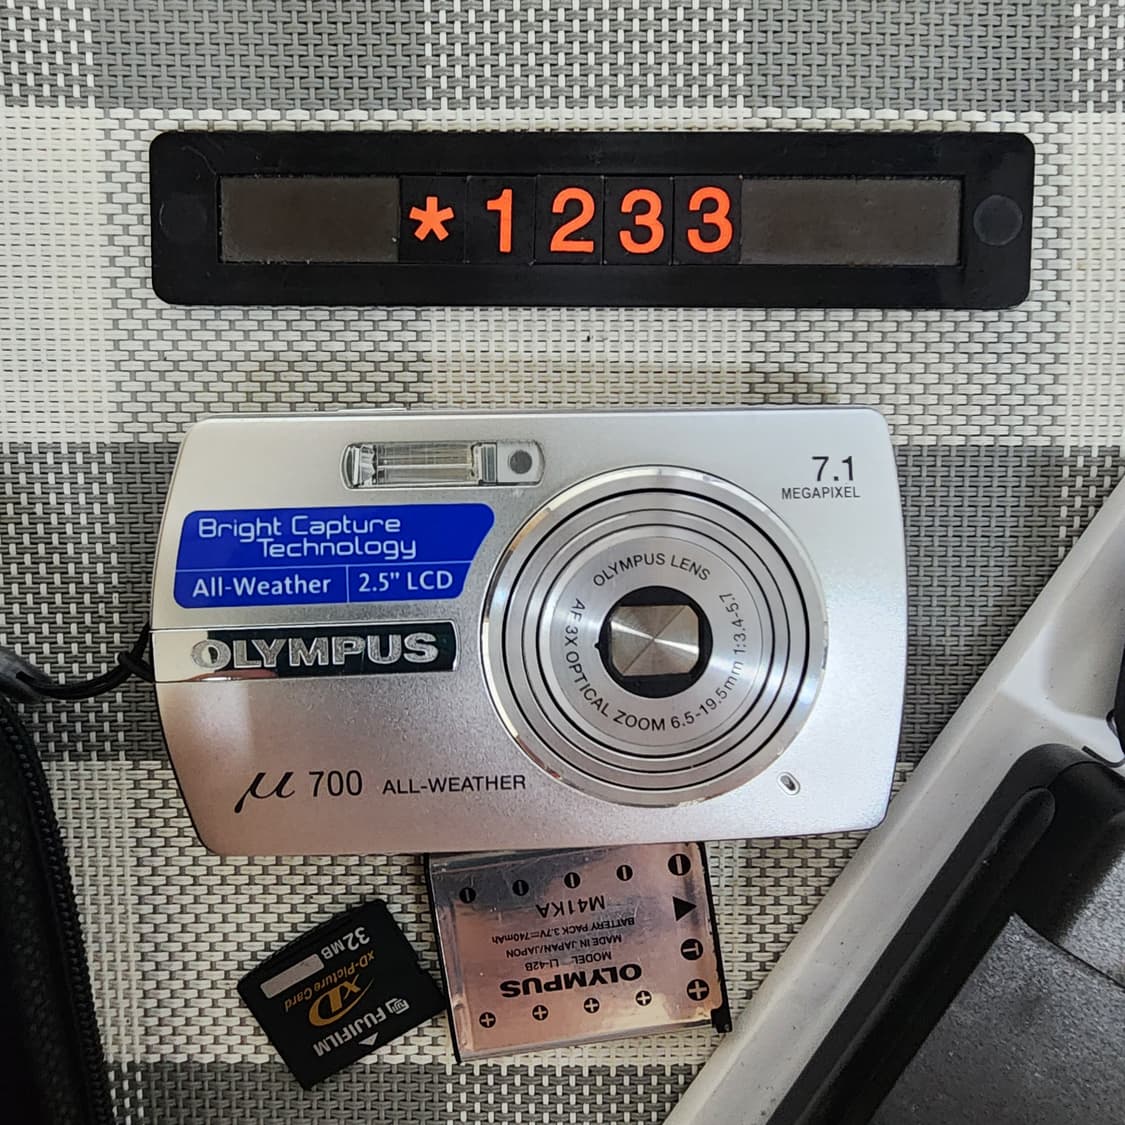 *1233
7.1
MEGAPIXEL
Bright Capture
Technology
All-Weather 2.5" LCD
OLYMPUS
OLYMPUS LENS
AF 3X OPTICAL ZOOM 6.5-19.5mm 1:3.4-5.7
µ 700 ALL-WEATHER
OLYMPUS
MODEL LI-42B
MADE IN JAPAN/JAPON
BATTERY PACK 3.7V⎓740mAh
M41KA
T
FUJIFILM
xD
xD-Picture Card
32MB